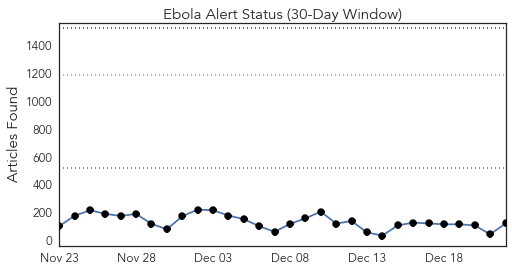 Ebola Alert Status (30-Day Window)
Articles Found
1400
1200
1000
800
600
400
200
0
Nov 23 Nov 28 Dec 03 Dec 08 Dec 13 Dec 18